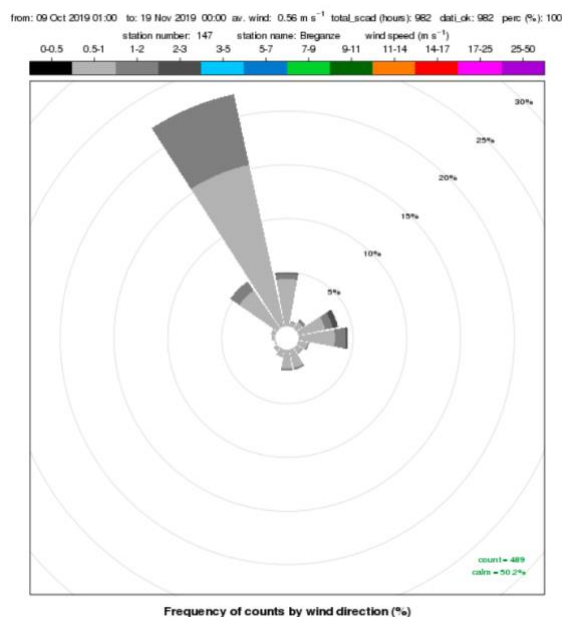 from: 09 Oct 2019 01:00 to: 19 Nov 2019 00:00 av. wind: 0.56 m s⁻¹ total_scad (hours): 982 dati_ok: 982 perc (%): 100
station number: 147 station name: Breganze wind speed (m s⁻¹)
0-0.5 0.5-1 1-2 2-3 3-5 5-7 7-9 9-11 11-14 14-17 17-25 25-50
30%
25%
20%
15%
10%
5%
count = 489
calm = 50.2%
Frequency of counts by wind direction (%)